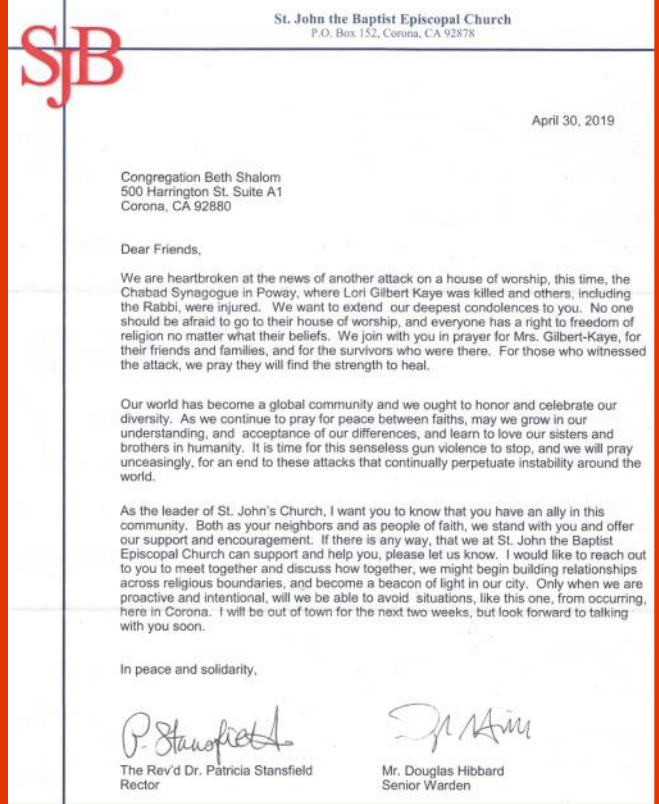 St. John the Baptist Episcopal Church
P.O. Box 152, Corona, CA 92878
SJB
April 30, 2019
Congregation Beth Shalom
500 Harrington St. Suite A1
Corona, CA 92880
Dear Friends,
We are heartbroken at the news of another attack on a house of worship, this time, the
Chabad Synagogue in Poway, where Lori Gilbert Kaye was killed and others, including
the Rabbi, were injured. We want to extend our deepest condolences to you. No one
should be afraid to go to their house of worship, and everyone has a right to freedom of
religion no matter what their beliefs. We join with you in prayer for Mrs. Gilbert-Kaye, for
their friends and families, and for the survivors who were there. For those who witnessed
the attack, we pray they will find the strength to heal.
Our world has become a global community and we ought to honor and celebrate our
diversity. As we continue to pray for peace between faiths, may we grow in our
understanding, and acceptance of our differences, and learn to love our sisters and
brothers in humanity. It is time for this senseless gun violence to stop, and we will pray
unceasingly, for an end to these attacks that continually perpetuate instability around the
world.
As the leader of St. John's Church, I want you to know that you have an ally in this
community. Both as your neighbors and as people of faith, we stand with you and offer
our support and encouragement. If there is any way, that we at St. John the Baptist
Episcopal Church can support and help you, please let us know. I would like to reach out
to you to meet together and discuss how together, we might begin building relationships
across religious boundaries, and become a beacon of light in our city. Only when we are
proactive and intentional, will we be able to avoid situations, like this one, from occurring,
here in Corona. I will be out of town for the next two weeks, but look forward to talking
with you soon.
In peace and solidarity,
P. Stansfield
The Rev'd Dr. Patricia Stansfield
Rector
Mr. Douglas Hibbard
Senior Warden